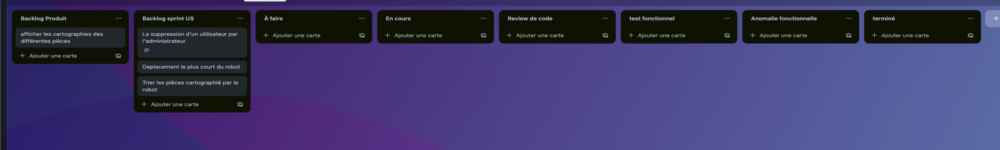 Backlog Produit
afficher les cartographies des
différentes pièces
Ajouter une carte
Backlog sprint US
La suppression d'un utilisateur par
l'administrateur
Deplacement le plus court du robot
Trier les pièces cartographié par le
robot
Ajouter une carte
À faire
Ajouter une carte
En cours
Ajouter une carte
Review de code
Ajouter une carte
test fonctionnel
Ajouter une carte
Anomalie fonctionnelle
Ajouter une carte
terminé
Ajouter une carte